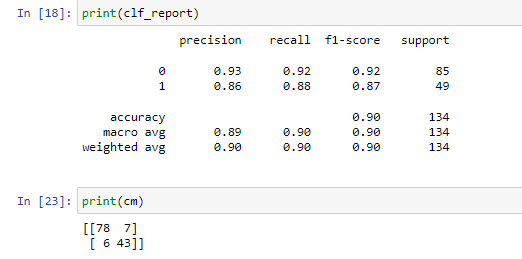 In [18]: print(clf_report)
precision recall f1-score support
0 0.93 0.92 0.92 85
1 0.86 0.88 0.87 49
accuracy 0.90 134
macro avg 0.89 0.90 0.90 134
weighted avg 0.90 0.90 0.90 134
In [23]: print(cm)
[[78 7]
[ 6 43]]